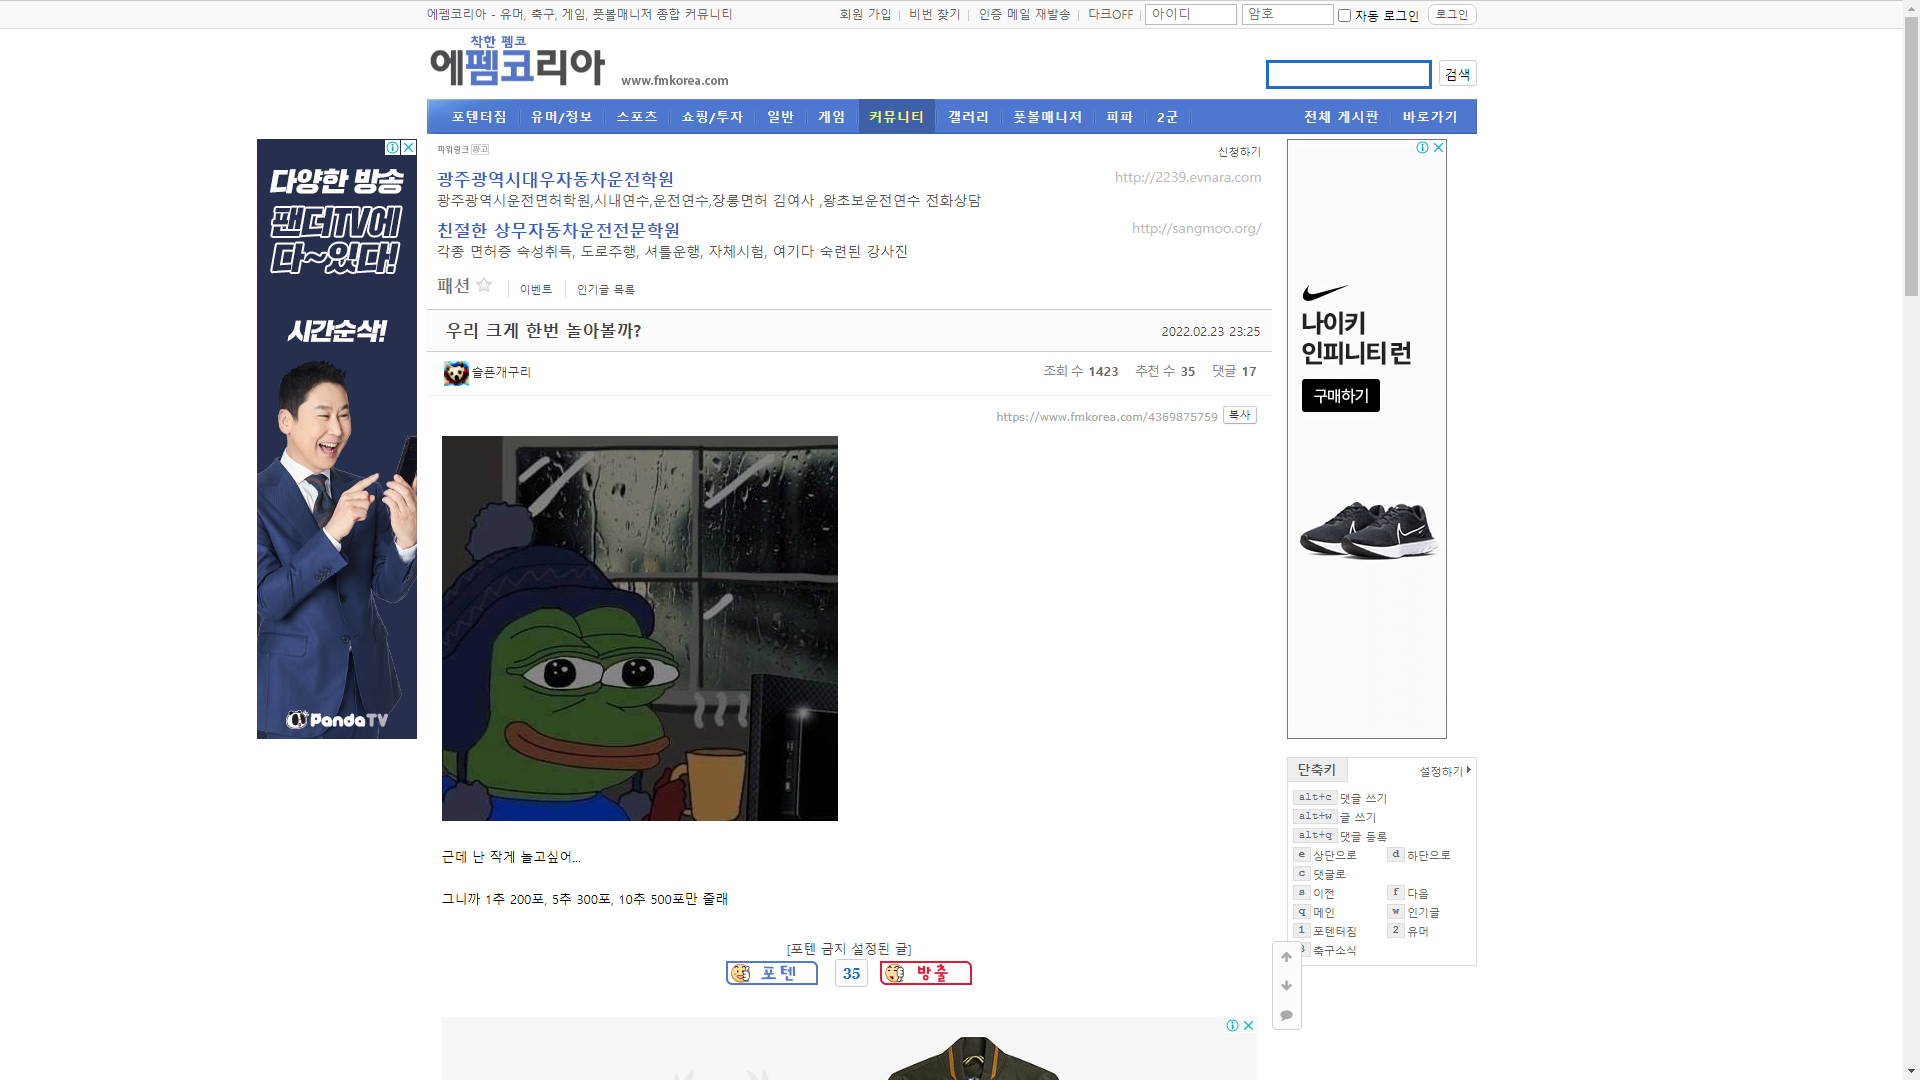 에펨코리아 - 유머, 축구, 게임, 풋볼매니저 종합 커뮤니티
회원 가입
비번 찾기
인증 메일 재발송
다크OFF
아이디
암호
자동 로그인
로그인
착한 펨코
에펨코리아
www.fmkorea.com
검색
포텐터짐
유머/정보
스포츠
쇼핑/투자
일반
게임
커뮤니티
갤러리
풋볼매니저
피파
2군
전체 게시판
바로가기
다양한 방송
팬더TV에
다~있다!
시간순삭!
PandaTV
파워링크 광고
신청하기
광주광역시대우자동차운전학원
http://2239.evnara.com
광주광역시운전면허학원,시내연수,운전연수,장롱면허 김여사 ,왕초보운전연수 전화상담
친절한 상무자동차운전전문학원
http://sangmoo.org/
각종 면허증 속성취득, 도로주행, 셔틀운행, 자체시험, 여기다 숙련된 강사진
패션
이벤트
인기글 목록
우리 크게 한번 놀아볼까?
2022.02.23 23:25
슬픈개구리
조회 수 1423
추천 수 35
댓글 17
https://www.fmkorea.com/4369875759
복사
근데 난 작게 놀고싶어...
그니까 1추 200포, 5추 300포, 10추 500포만 줄래
[포텐 금지 설정된 글]
포텐
35
방출
나이키
인피니티 런
구매하기
단축키
설정하기
alt+c 댓글 쓰기
alt+w 글 쓰기
alt+q 댓글 등록
e 상단으로
d 하단으로
c 댓글로
s 이전
f 다음
q 메인
w 인기글
1 포텐터짐
2 유머
3 축구소식